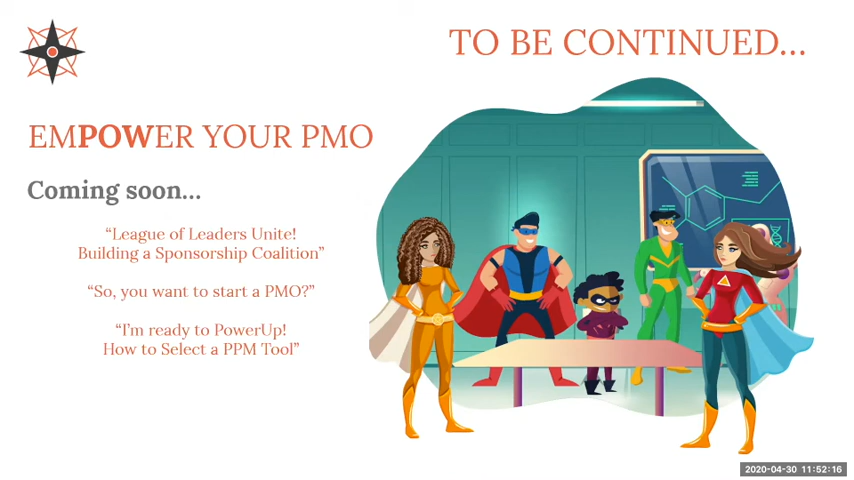 TO BE CONTINUED...
EMPOWER YOUR PMO
Coming soon...
“League of Leaders Unite!
Building a Sponsorship Coalition”
“So, you want to start a PMO?”
“I’m ready to PowerUp!
How to Select a PPM Tool”
2020-04-30 11:52:16